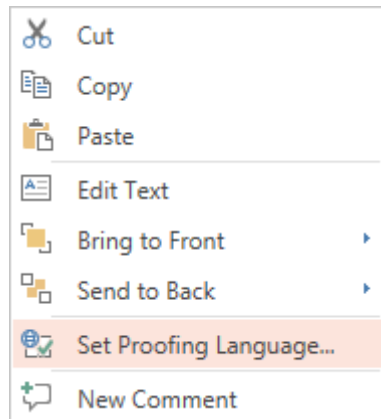 Cut
Copy
Paste
Edit Text
Bring to Front
Send to Back
Set Proofing Language...
New Comment